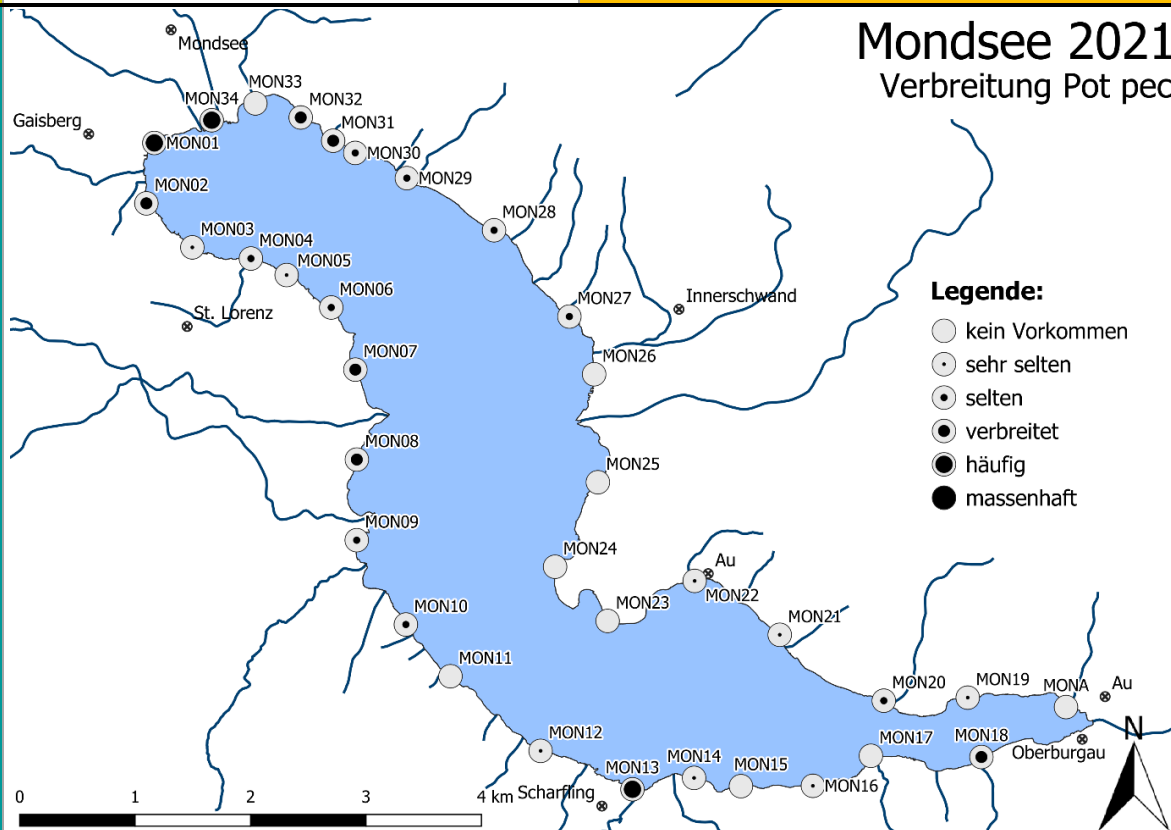 Mondsee 2021
Verbreitung Pot pec
Mondsee
MON33
MON34
MON32
Gaisberg
MON31
MON01
MON30
MON29
MON02
MON28
MON03
MON04
MON05
MON06
St. Lorenz
MON27
Innerschwand
MON07
MON26
MON08
MON25
MON09
MON24
Au
MON22
MON23
MON10
MON21
MON11
MON20
MON19
MONA
Au
MON12
MON17
MON18
Oberburgau
MON13
MON14
MON15
MON16
Scharfling
Legende:
kein Vorkommen
sehr selten
selten
verbreitet
häufig
massenhaft
N
0 1 2 3 4 km